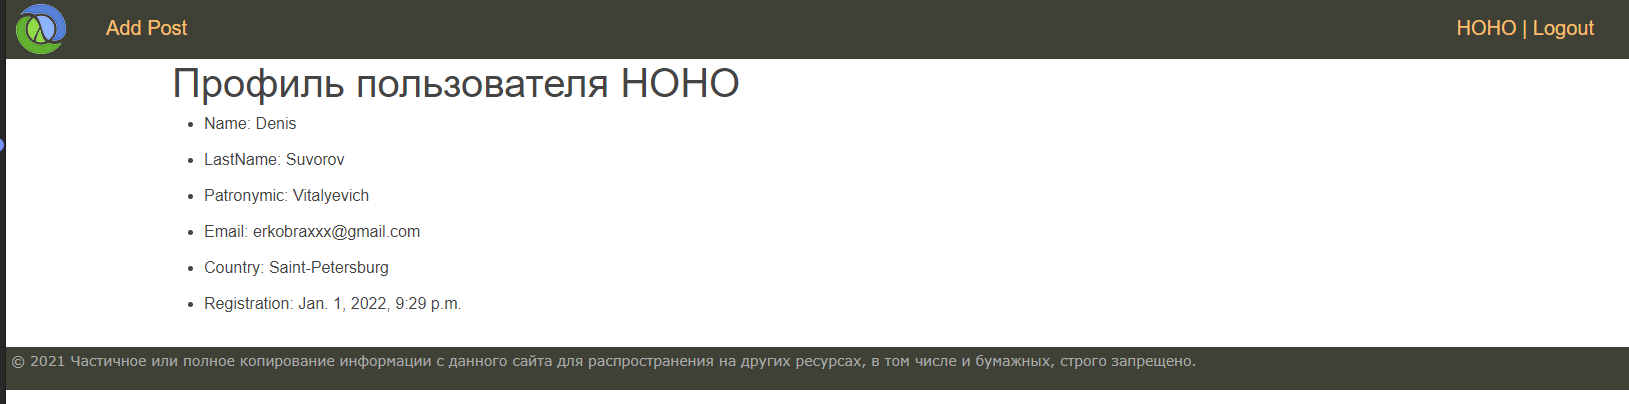 Add Post
HOHO | Logout
Профиль пользователя HOHO
Name: Denis
LastName: Suvorov
Patronymic: Vitalyevich
Email: erkobraxxx@gmail.com
Country: Saint-Petersburg
Registration: Jan. 1, 2022, 9:29 p.m.
© 2021 Частичное или полное копирование информации с данного сайта для распространения на других ресурсах, в том числе и бумажных, строго запрещено.